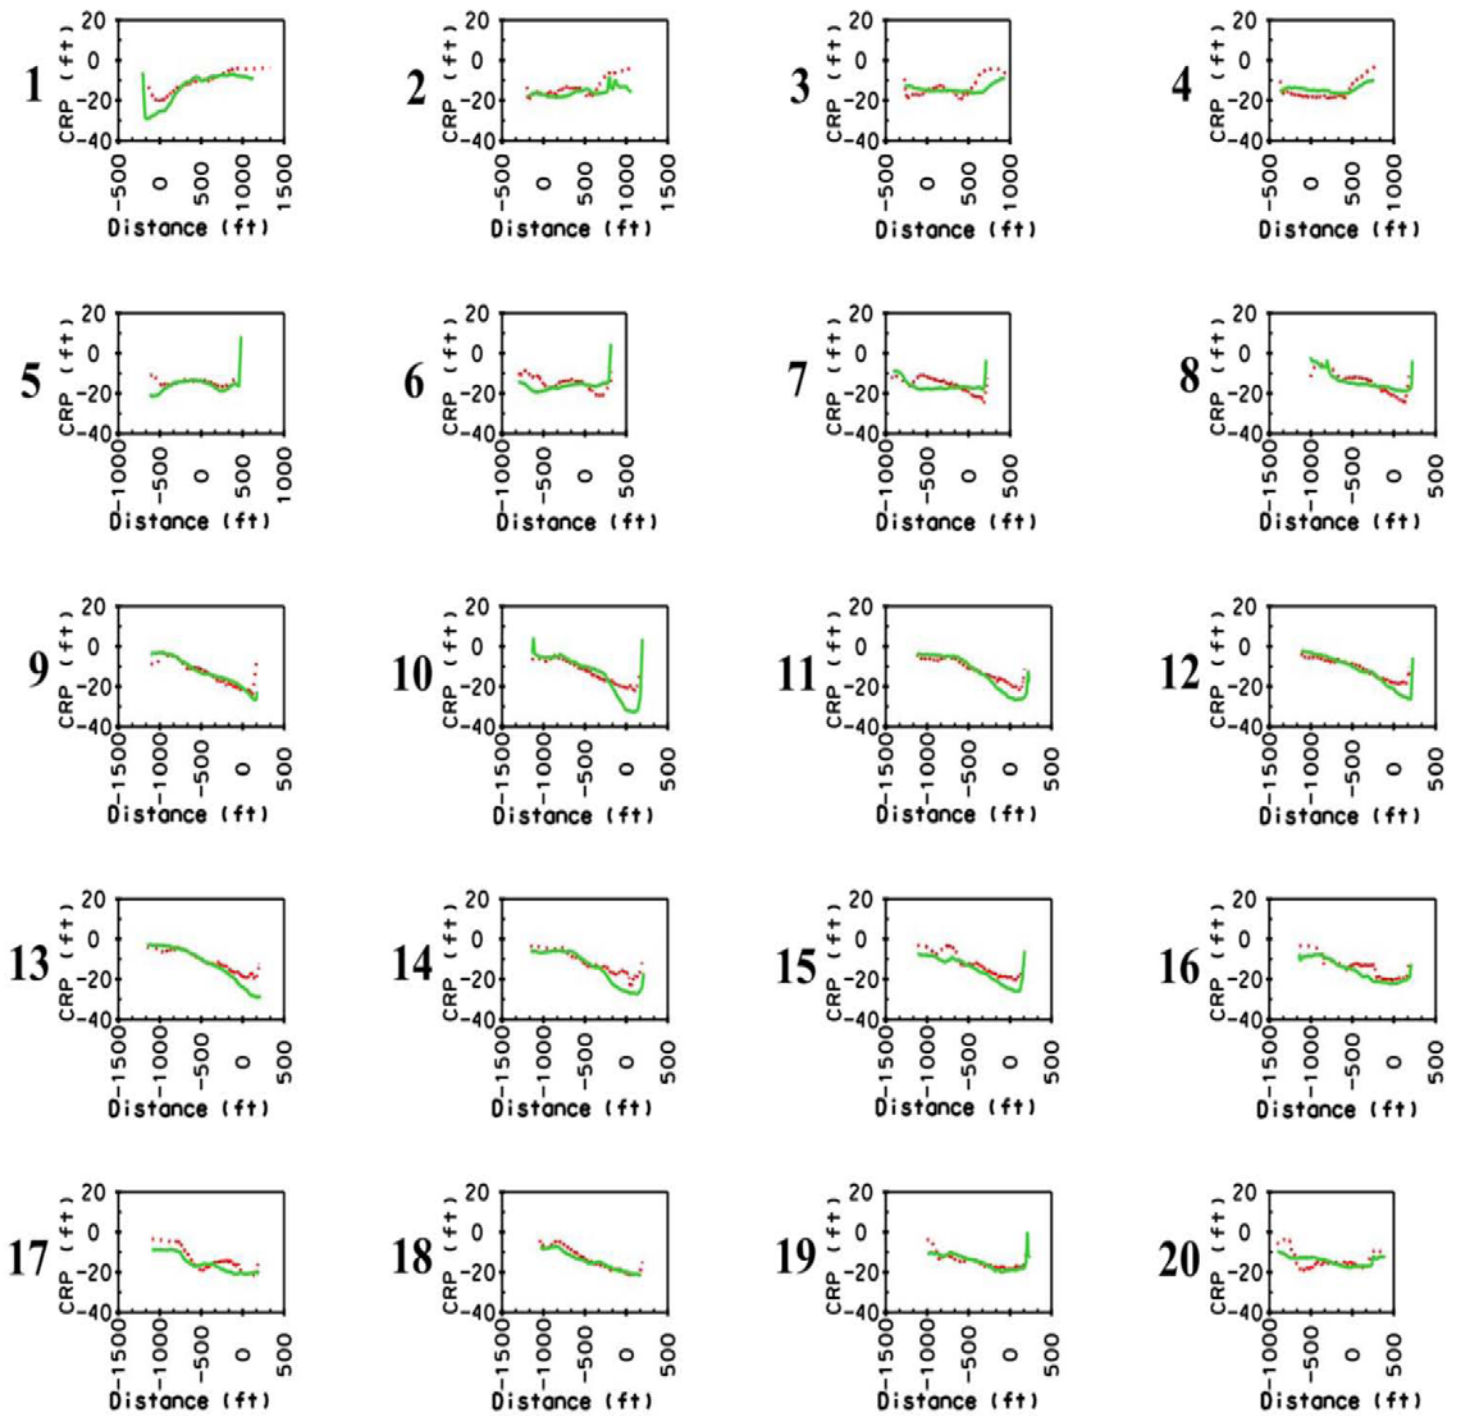 1 CRP (ft) 20 0 -20 -40
-500 0 500 1000 1500
Distance (ft)
2 CRP (ft) 20 0 -20 -40
-500 0 500 1000 1500
Distance (ft)
3 CRP (ft) 20 0 -20 -40
-500 0 500 1000
Distance (ft)
4 CRP (ft) 20 0 -20 -40
-500 0 500 1000
Distance (ft)
5 CRP (ft) 20 0 -20 -40
-1000 -500 0 500 1000
Distance (ft)
6 CRP (ft) 20 0 -20 -40
-1000 -500 0 500
Distance (ft)
7 CRP (ft) 20 0 -20 -40
-1000 -500 0 500
Distance (ft)
8 CRP (ft) 20 0 -20 -40
-1500 -1000 -500 0 500
Distance (ft)
9 CRP (ft) 20 0 -20 -40
-1500 -1000 -500 0 500
Distance (ft)
10 CRP (ft) 20 0 -20 -40
-1500 -1000 -500 0 500
Distance (ft)
11 CRP (ft) 20 0 -20 -40
-1500 -1000 -500 0 500
Distance (ft)
12 CRP (ft) 20 0 -20 -40
-1500 -1000 -500 0 500
Distance (ft)
13 CRP (ft) 20 0 -20 -40
-1500 -1000 -500 0 500
Distance (ft)
14 CRP (ft) 20 0 -20 -40
-1500 -1000 -500 0 500
Distance (ft)
15 CRP (ft) 20 0 -20 -40
-1500 -1000 -500 0 500
Distance (ft)
16 CRP (ft) 20 0 -20 -40
-1500 -1000 -500 0 500
Distance (ft)
17 CRP (ft) 20 0 -20 -40
-1500 -1000 -500 0 500
Distance (ft)
18 CRP (ft) 20 0 -20 -40
-1500 -1000 -500 0 500
Distance (ft)
19 CRP (ft) 20 0 -20 -40
-1500 -1000 -500 0 500
Distance (ft)
20 CRP (ft) 20 0 -20 -40
-1000 -500 0 500
Distance (ft)